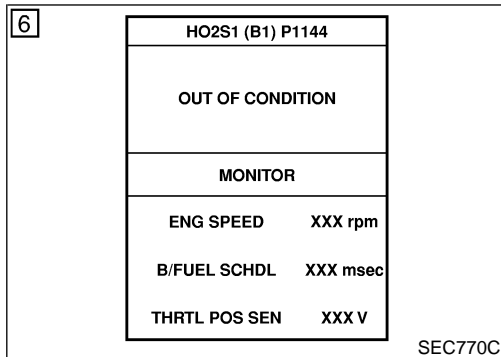 6
HO2S1 (B1) P1144
OUT OF CONDITION
MONITOR
ENG SPEED XXX rpm
B/FUEL SCHDL XXX msec
THRTL POS SEN XXX V
SEC770C